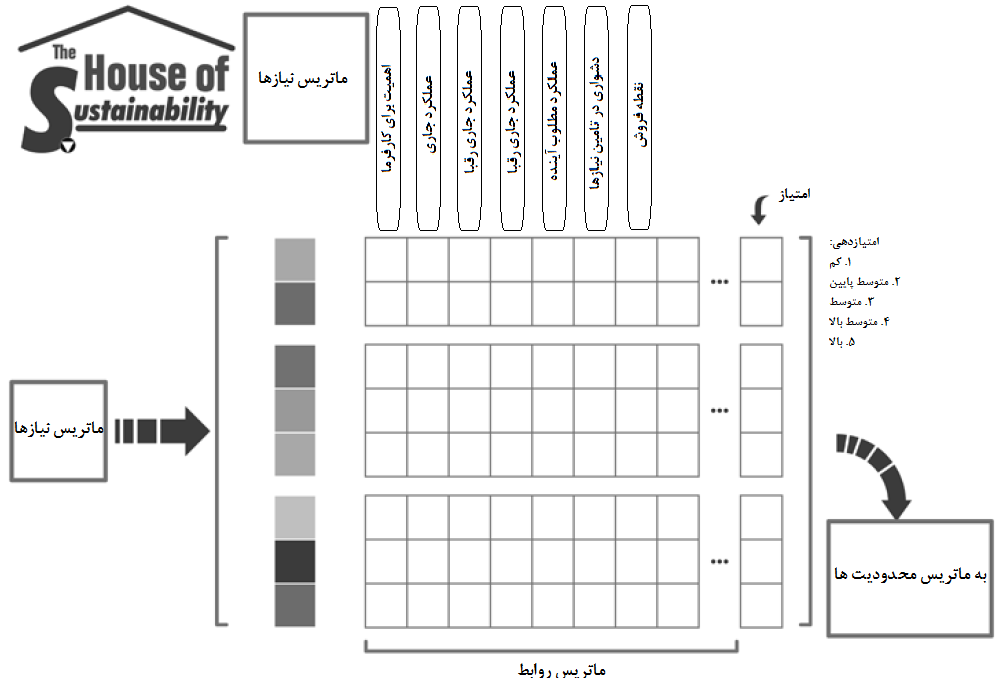 The
House of
Sustainability
ماتریس نیازها
اهمیت برای کارفرما
عملکرد جاری
عملکرد جاری رقبا
عملکرد جاری رقبا
عملکرد مطلوب آینده
دشواری در تامین نیازها
نقطه فروش
امتیاز
امتیازدهی:
۱. کم
۲. متوسط پایین
۳. متوسط
۴. متوسط بالا
۵. بالا
ماتریس نیازها
...
...
...
به ماتریس محدودیت ها
ماتریس روابط